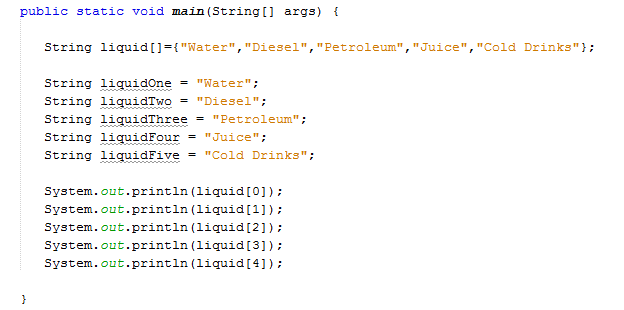 public static void main(String[] args) {
String liquid[]={"Water","Diesel","Petroleum","Juice","Cold Drinks"};
String liquidOne = "Water";
String liquidTwo = "Diesel";
String liquidThree = "Petroleum";
String liquidFour = "Juice";
String liquidFive = "Cold Drinks";
System.out.println(liquid[0]);
System.out.println(liquid[1]);
System.out.println(liquid[2]);
System.out.println(liquid[3]);
System.out.println(liquid[4]);
}